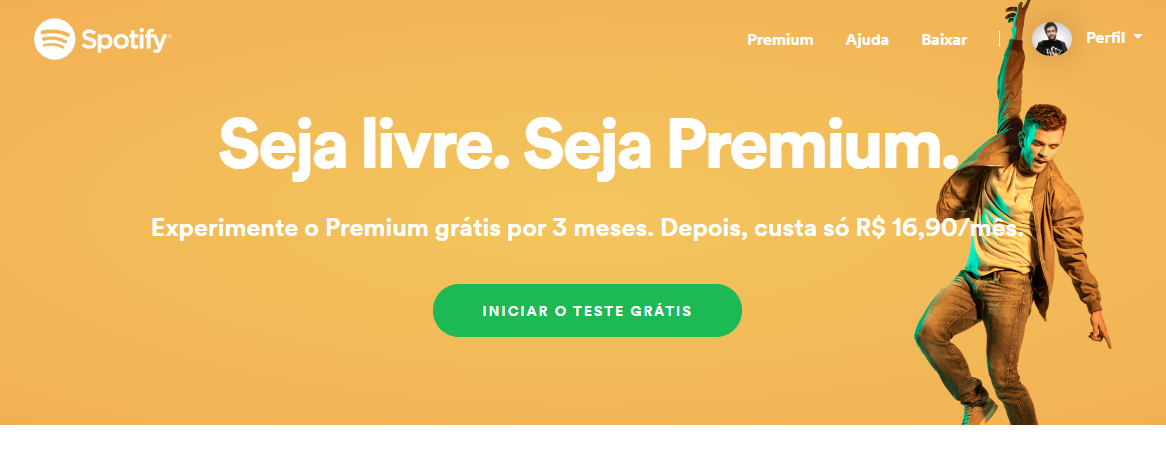 Spotify®
Premium
Ajuda
Baixar
Perfil
Seja livre. Seja Premium.
Experimente o Premium grátis por 3 meses. Depois, custa só R$ 16,90/mês.
INICIAR O TESTE GRÁTIS